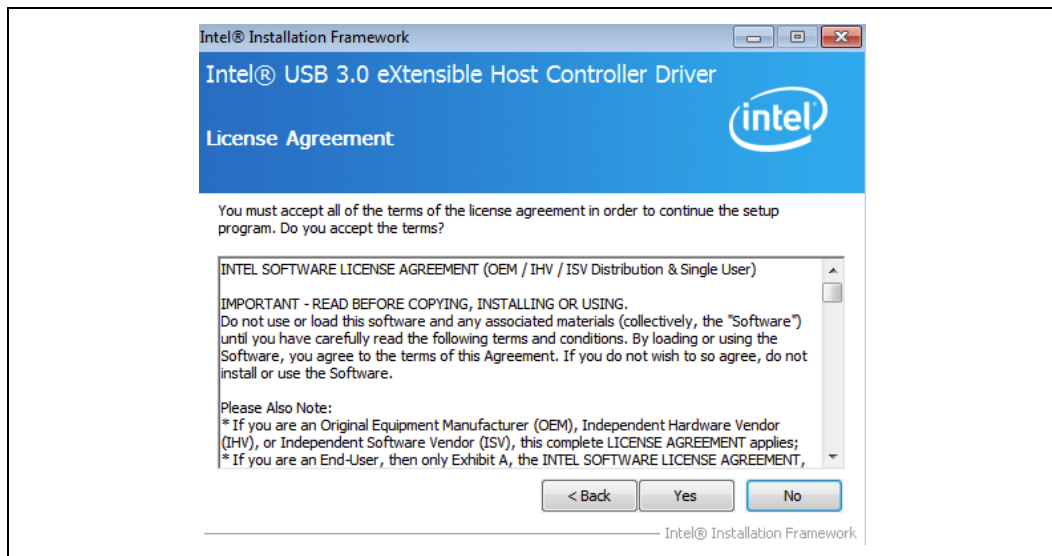 Intel® Installation Framework
Intel® USB 3.0 eXtensible Host Controller Driver
intel
License Agreement
You must accept all of the terms of the license agreement in order to continue the setup
program. Do you accept the terms?
INTEL SOFTWARE LICENSE AGREEMENT (OEM / IHV / ISV Distribution & Single User)
IMPORTANT - READ BEFORE COPYING, INSTALLING OR USING.
Do not use or load this software and any associated materials (collectively, the "Software")
until you have carefully read the following terms and conditions. By loading or using the
Software, you agree to the terms of this Agreement. If you do not wish to so agree, do not
install or use the Software.
Please Also Note:
* If you are an Original Equipment Manufacturer (OEM), Independent Hardware Vendor
(IHV), or Independent Software Vendor (ISV), this complete LICENSE AGREEMENT applies;
* If you are an End-User, then only Exhibit A, the INTEL SOFTWARE LICENSE AGREEMENT,
< Back Yes No
Intel® Installation Framework